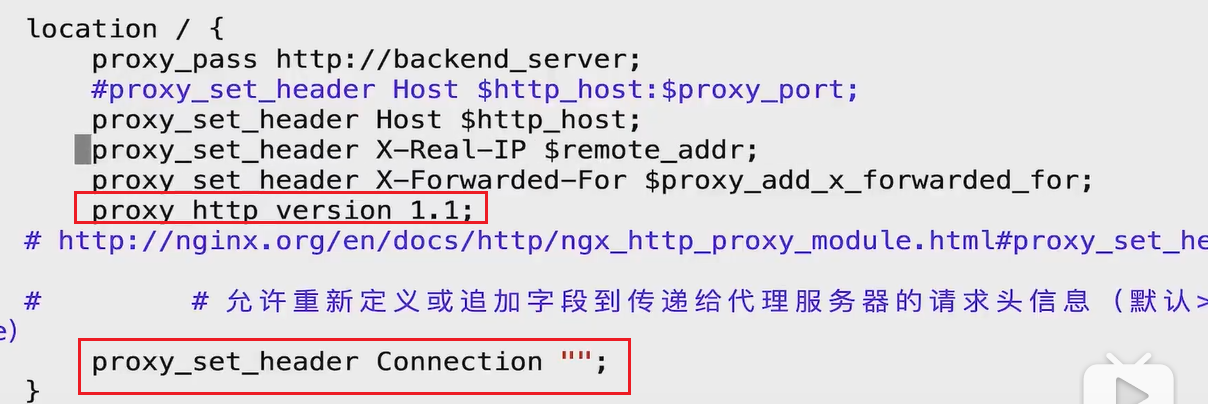 location / {
proxy_pass http://backend_server;
#proxy_set_header Host $http_host:$proxy_port;
proxy_set_header Host $http_host;
proxy_set_header X-Real-IP $remote_addr;
proxy_set_header X-Forwarded-For $proxy_add_x_forwarded_for;
proxy_http_version 1.1;
# http://nginx.org/en/docs/http/ngx_http_proxy_module.html#proxy_set_he
# # 允许重新定义或追加字段到传递给代理服务器的请求头信息（默认>
e）
proxy_set_header Connection "";
}